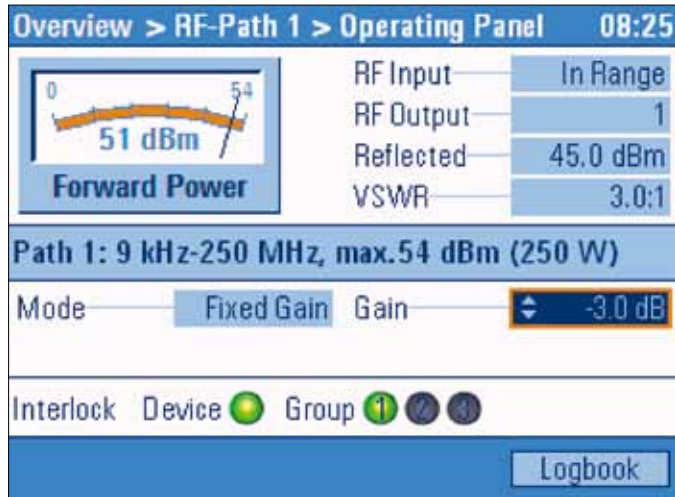 Overview > RF-Path 1 > Operating Panel 08:25
0 54
51 dBm
Forward Power
RF Input In Range
RF Output 1
Reflected 45.0 dBm
VSWR 3.0:1
Path 1: 9 kHz-250 MHz, max.54 dBm (250 W)
Mode Fixed Gain Gain -3.0 dB
Interlock Device Group 1 2 3
Logbook